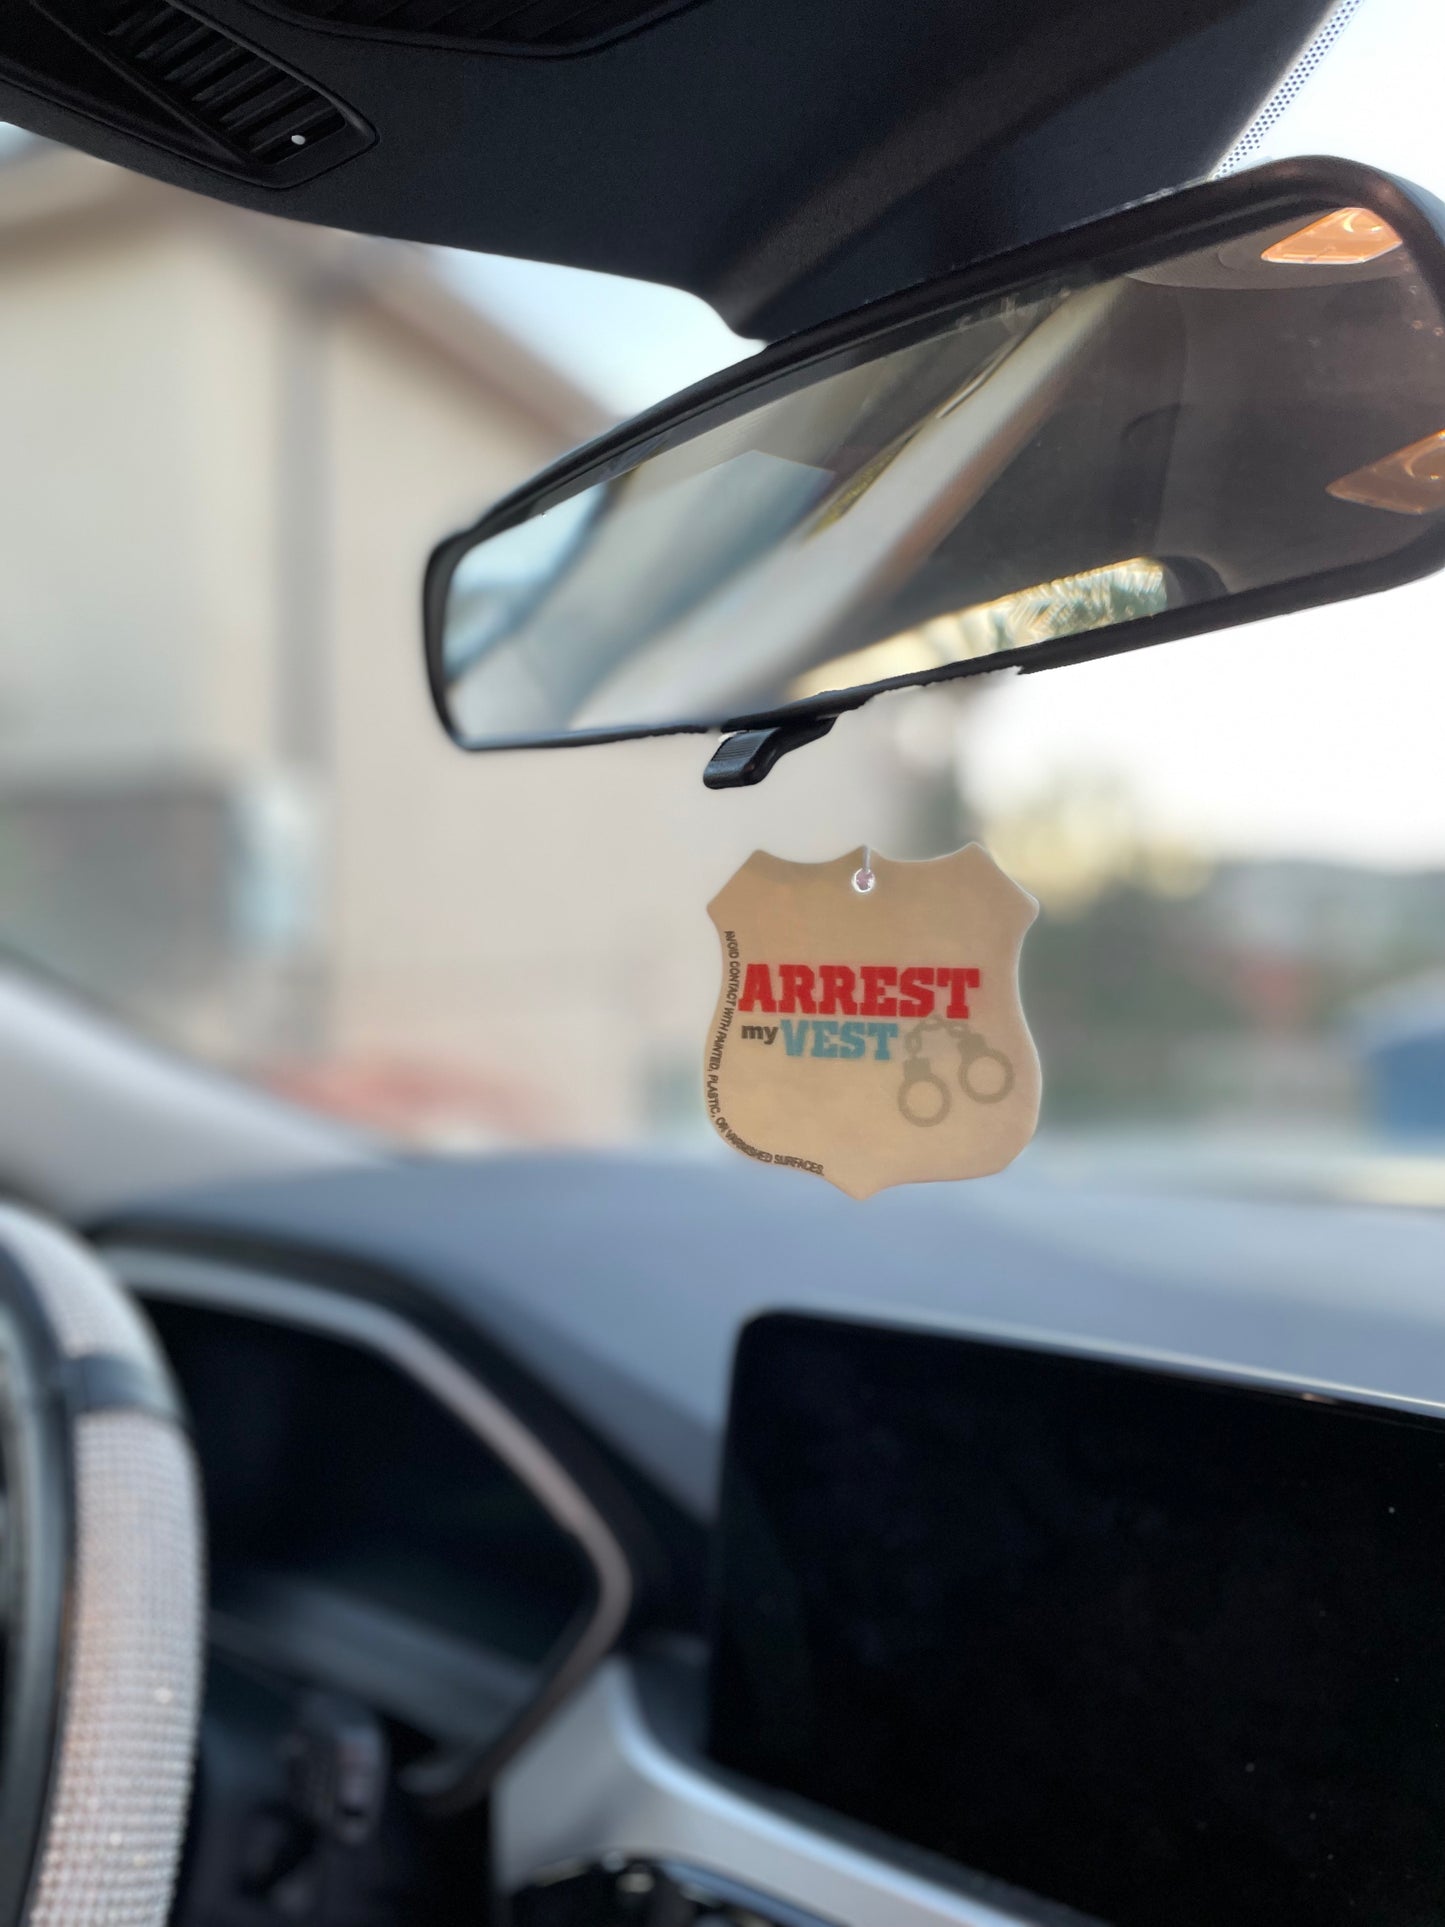 ARREST
my VEST
AVOID CONTACT WITH PAINTED, PLASTIC, OR VARNISHED SURFACES.